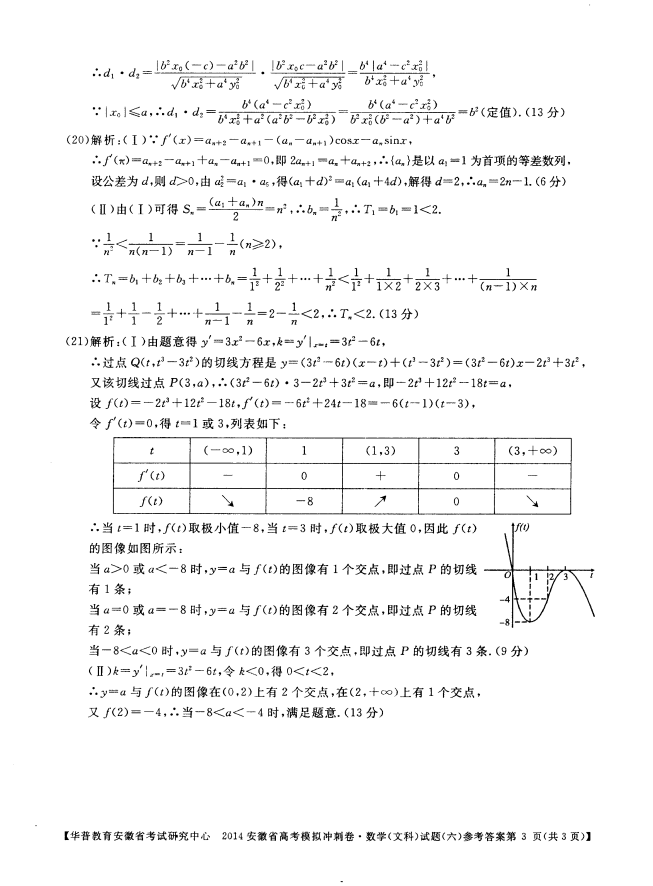 ∴d₁·d₂=|b²x₀(-c)-a²b²|/√(b⁴x₀²+a⁴y₀²)·|b²x₀c-a²b²|/√(b⁴x₀²+a⁴y₀²)=b⁴|a⁴-c²x₀²|/(b⁴x₀²+a⁴y₀²),
∵|x₀|≤a,∴d₁·d₂=b⁴(a⁴-c²x₀²)/(b⁴x₀²+a²(a²b²-b²x₀²))=b⁴(a⁴-c²x₀²)/(b²x₀²(b²-a²)+a⁴b²)=b²(定值).(13分)
(20)解析:(Ⅰ)∵f′(x)=aₙ₊₂-aₙ₊₁-(aₙ-aₙ₊₁)cosx-aₙsinx,
∴f′(π)=aₙ₊₂-aₙ₊₁+aₙ-aₙ₊₁=0,即2aₙ₊₁=aₙ+aₙ₊₂,∴{aₙ}是以a₁=1为首项的等差数列,
设公差为d,则d>0,由a₂²=a₁·a₅,得(a₁+d)²=a₁(a₁+4d),解得d=2,∴aₙ=2n-1.(6分)
(Ⅱ)由(Ⅰ)可得Sₙ=(a₁+aₙ)n/2=n²,∴bₙ=1/n²,∴T₁=b₁=1<2.
∵1/n²<1/(n(n-1))=1/(n-1)-1/n(n≥2),
∴Tₙ=b₁+b₂+b₃+…+bₙ=1/1²+1/2²+…+1/n²<1/1²+1/(1×2)+1/(2×3)+…+1/((n-1)×n)
=1/1²+1/1-1/2+…+1/(n-1)-1/n=2-1/n<2,∴Tₙ<2.(13分)
(21)解析:(Ⅰ)由题意得y′=3x²-6x,k=y′|ₓ₌ₜ=3t²-6t,
∴过点Q(t,t³-3t²)的切线方程是y=(3t²-6t)(x-t)+(t³-3t²)=(3t²-6t)x-2t³+3t²,
又该切线过点P(3,a),∴(3t²-6t)·3-2t³+3t²=a,即-2t³+12t²-18t=a,
设f(t)=-2t³+12t²-18t,f′(t)=-6t²+24t-18=-6(t-1)(t-3),
令f′(t)=0,得t=1或3,列表如下:
t (-∞,1) 1 (1,3) 3 (3,+∞)
f′(t) - 0 + 0 -
f(t) ↘ -8 ↗ 0 ↘
∴当t=1时,f(t)取极小值-8,当t=3时,f(t)取极大值0,因此f(t)
的图像如图所示:
当a>0或a<-8时,y=a与f(t)的图像有1个交点,即过点P的切线
有1条;
当a=0或a=-8时,y=a与f(t)的图像有2个交点,即过点P的切线
有2条;
f(t)
O 1 2 3 t
-4
-8
当-8<a<0时,y=a与f(t)的图像有3个交点,即过点P的切线有3条.(9分)
(Ⅱ)k=y′|ₓ₌ₜ=3t²-6t,令k<0,得0<t<2,
∴y=a与f(t)的图像在(0,2)上有2个交点,在(2,+∞)上有1个交点,
又f(2)=-4,∴当-8<a<-4时,满足题意.(13分)
【华普教育安徽省考试研究中心 2014安徽省高考模拟冲刺卷·数学(文科)试题(六)参考答案第3页(共3页)】